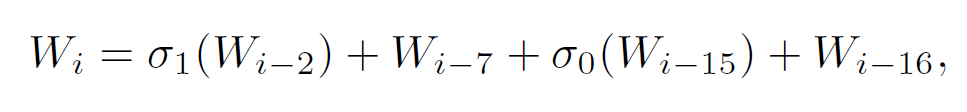 W_i = σ_1(W_{i−2}) + W_{i−7} + σ_0(W_{i−15}) + W_{i−16},